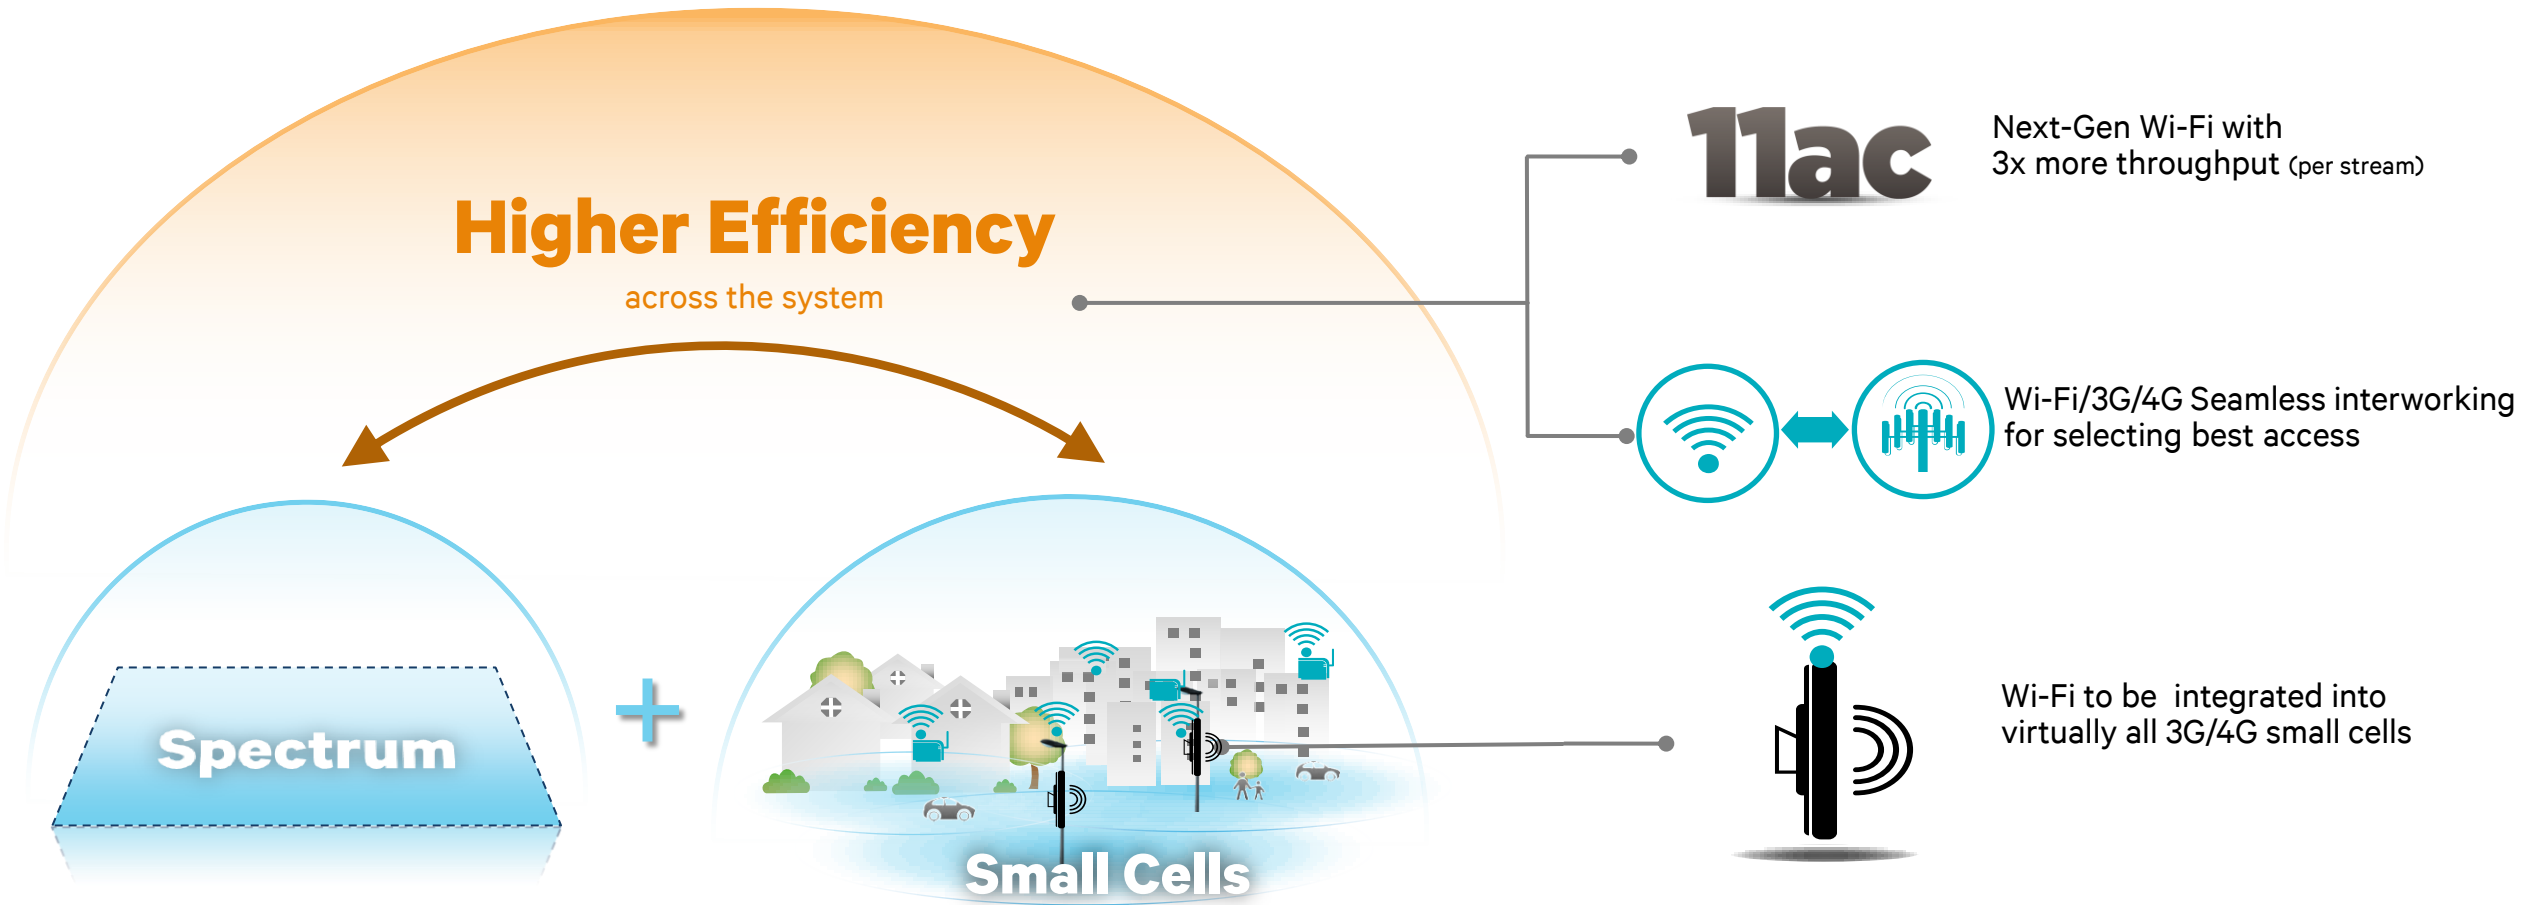 Higher Efficiency
across the system
Spectrum
+
Small Cells
11ac
Next-Gen Wi-Fi with
3x more throughput (per stream)
Wi-Fi/3G/4G Seamless interworking
for selecting best access
Wi-Fi to be  integrated into
virtually all 3G/4G small cells